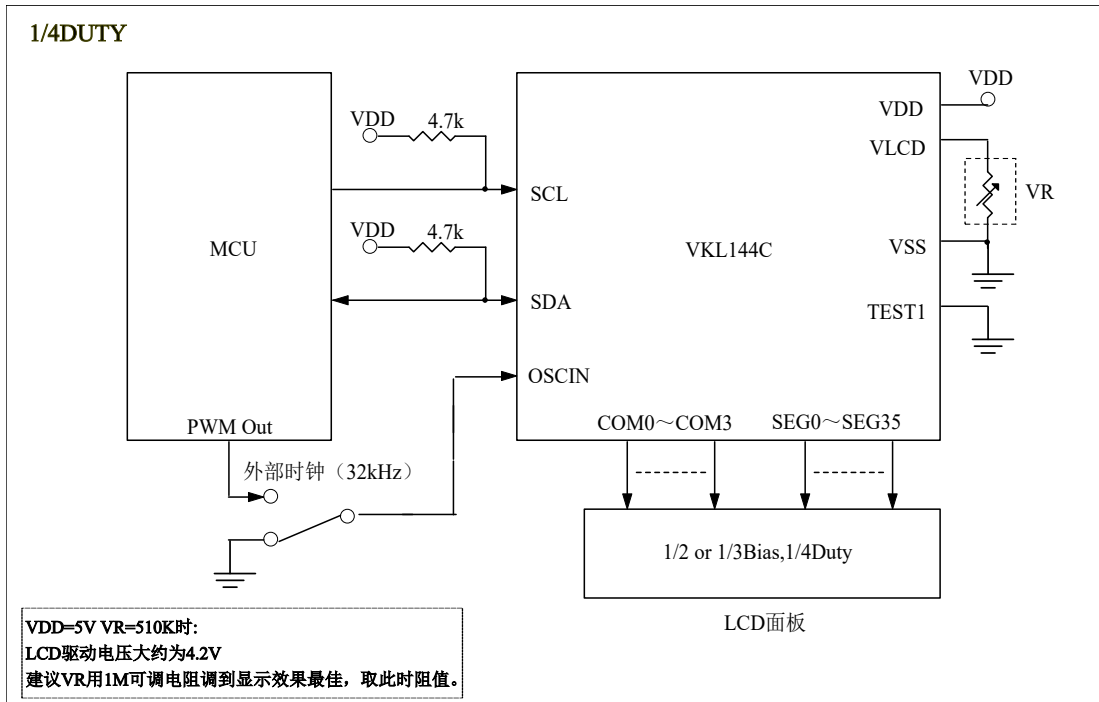 1/4DUTY
VDD
4.7k
VDD
4.7k
MCU
PWM Out
SCL
SDA
OSCIN
VKL144C
VDD
VDD
VLCD
VR
VSS
TEST1
COM0～COM3
SEG0～SEG35
外部时钟（32kHz）
1/2 or 1/3Bias,1/4Duty
LCD面板
VDD=5V VR=510K时:
LCD驱动电压大约为4.2V
建议VR用1M可调电阻调到显示效果最佳，取此时阻值。